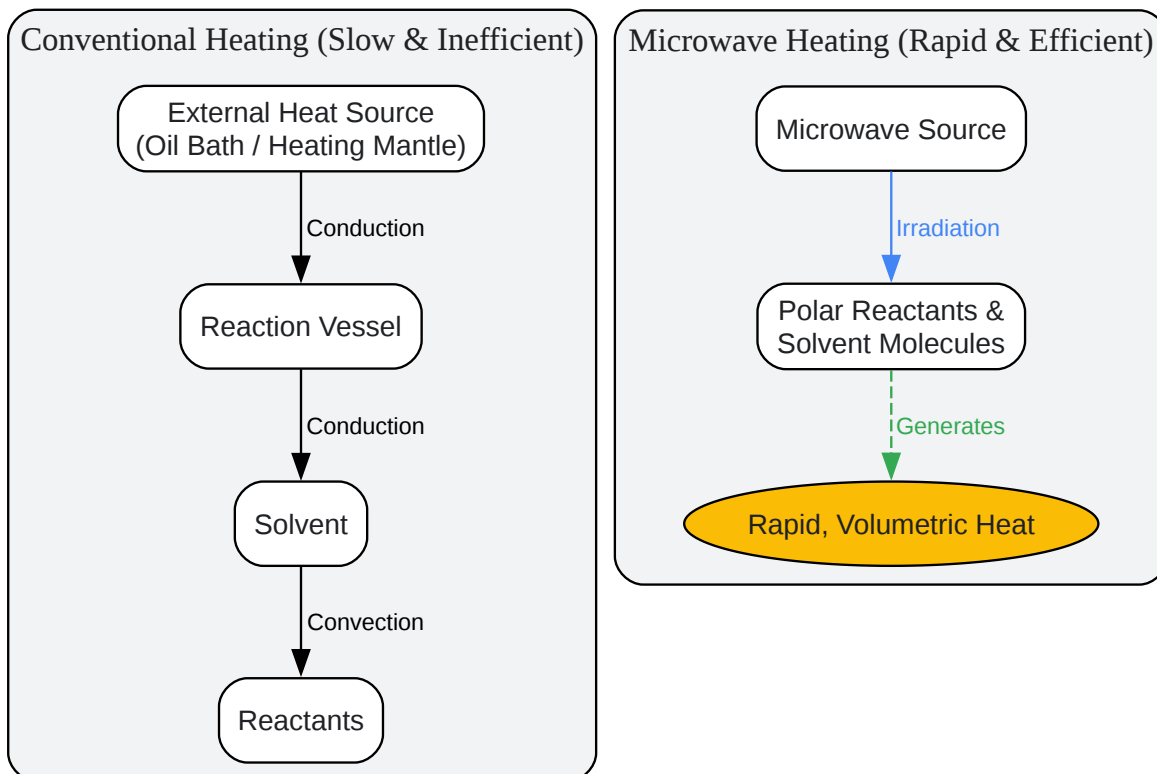 Conventional Heating (Slow & Inefficient)
External Heat Source
(Oil Bath / Heating Mantle)
Conduction
Reaction Vessel
Conduction
Solvent
Convection
Reactants
Microwave Heating (Rapid & Efficient)
Microwave Source
Irradiation
Polar Reactants &
Solvent Molecules
Generates
Rapid, Volumetric Heat